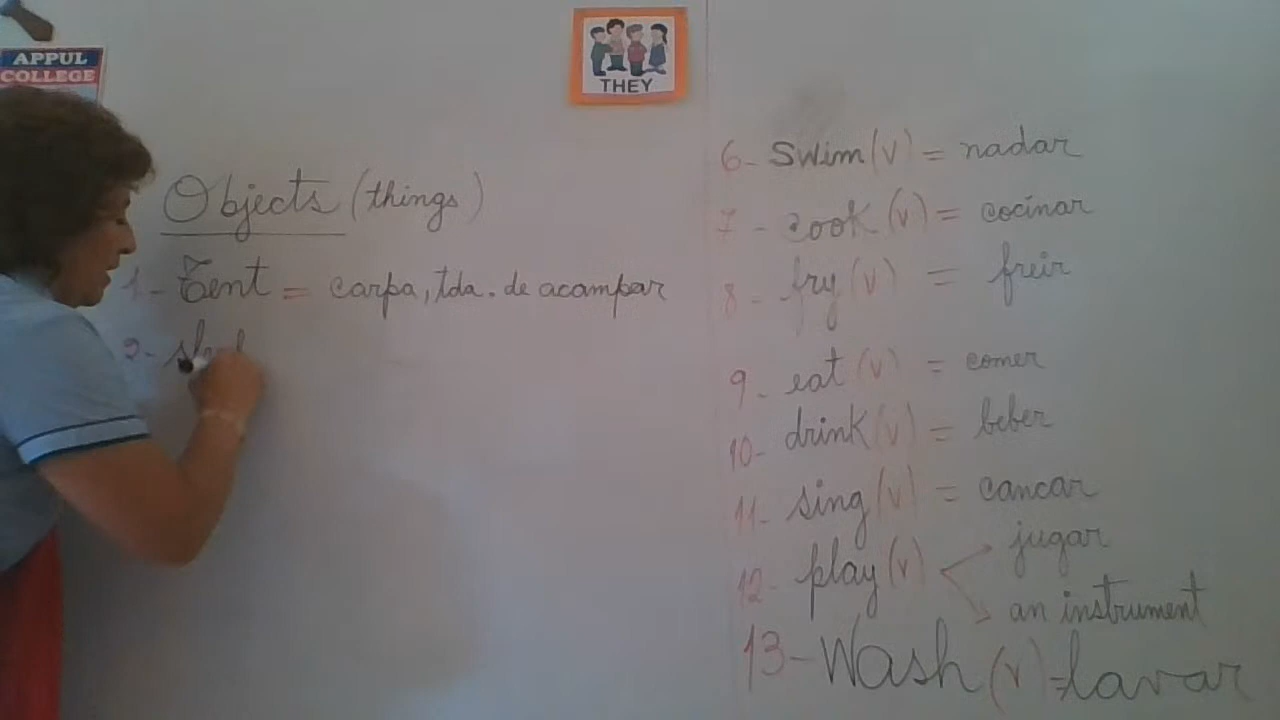 APPUL
COLLEGE
THEY
Objects (things)
1- Tent = carpa, tda. de acampar
2-
6- Swim (v) = nadar
7- cook (v) = cocinar
8- fry (v) = freir
9- eat (v) = comer
10- drink (v) = beber
11- sing (v) = cancar
12- play (v) jugar
an instrument
13- Wash (v) = lavar